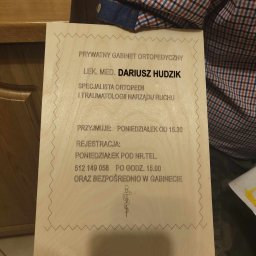 PRYWATNY GABINET ORTOPEDYCZNY
LEK. MED. DARIUSZ HUDZIK
SPECJALISTA ORTOPEDII
I TRAUMATOLOGII NARZĄDU RUCHU
PRZYJMUJE: PONIEDZIAŁEK OD 15.30
REJESTRACJA:
PONIEDZIAŁEK POD NR.TEL.
512 149 058 PO GODZ. 15.00
ORAZ BEZPOŚREDNIO W GABINECIE